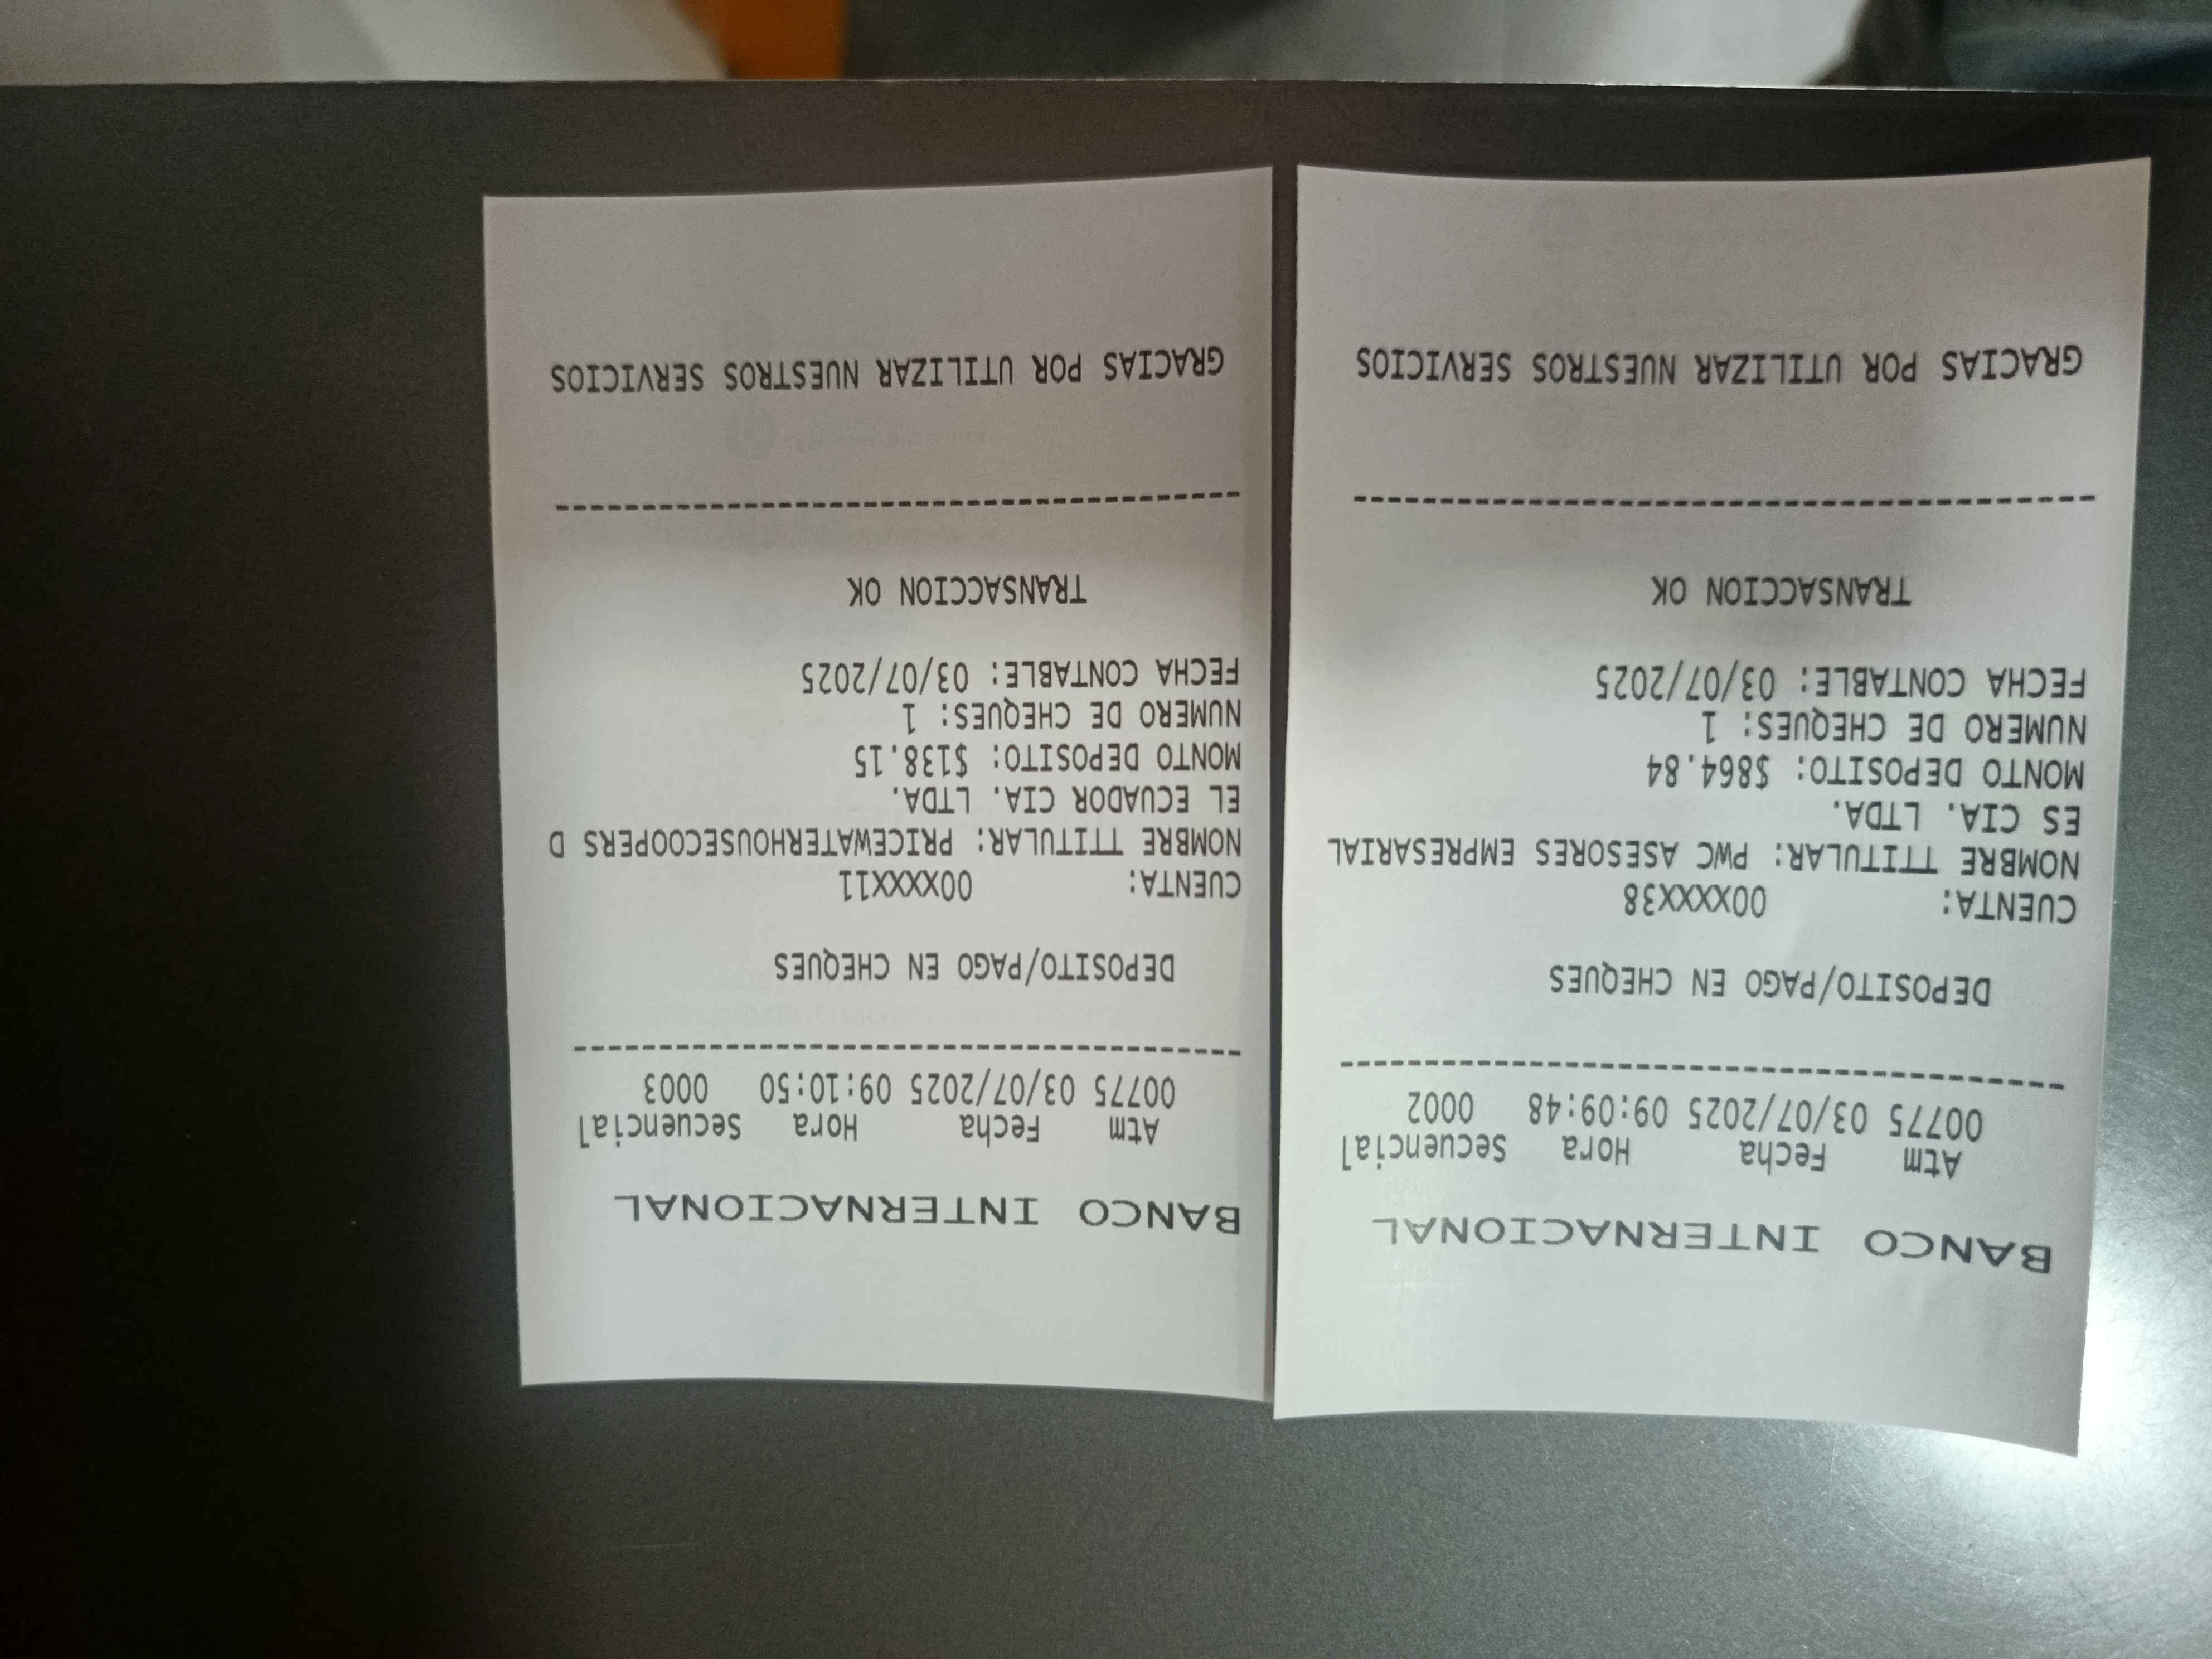 BANCO INTERNACIONAL
Atm Fecha Hora Secuencial
00775 03/07/2025 09:09:48 0002
----------------------------------------
DEPOSITO/PAGO EN CHEQUES
CUENTA: 00XXXX38
NOMBRE TTITULAR: PWC ASESORES EMPRESARIAL
ES CIA. LTDA.
MONTO DEPOSITO: $864.84
NUMERO DE CHEQUES: 1
FECHA CONTABLE: 03/07/2025
TRANSACCION OK
----------------------------------------
GRACIAS POR UTILIZAR NUESTROS SERVICIOS
BANCO INTERNACIONAL
Atm Fecha Hora Secuencial
00775 03/07/2025 09:10:50 0003
----------------------------------------
DEPOSITO/PAGO EN CHEQUES
CUENTA: 00XXXX11
NOMBRE TTITULAR: PRICEWATERHOUSECOOPERS D
EL ECUADOR CIA. LTDA.
MONTO DEPOSITO: $138.15
NUMERO DE CHEQUES: 1
FECHA CONTABLE: 03/07/2025
TRANSACCION OK
----------------------------------------
GRACIAS POR UTILIZAR NUESTROS SERVICIOS